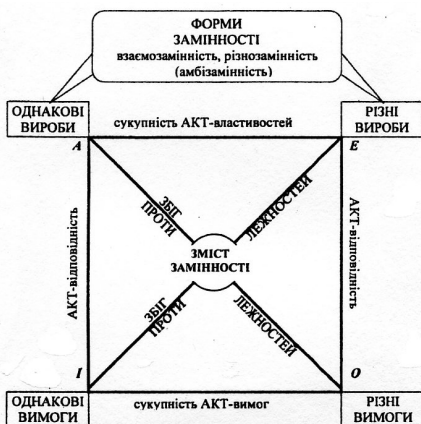 ФОРМИ
ЗАМІННОСТІ
взаємозамінність, різнозамінність
(амбізамінність)
ОДНАКОВІ
ВИРОБИ
сукупність АКТ-властивостей
РІЗНІ
ВИРОБИ
A
E
ЗБІГ
ПРОТИ
ЛЕЖНОСТЕЙ
АКТ-відповідність
ЗМІСТ
ЗАМІННОСТІ
АКТ-відповідність
ЗБІГ
ПРОТИ
ЛЕЖНОСТЕЙ
I
O
ОДНАКОВІ
ВИМОГИ
сукупність АКТ-вимог
РІЗНІ
ВИМОГИ